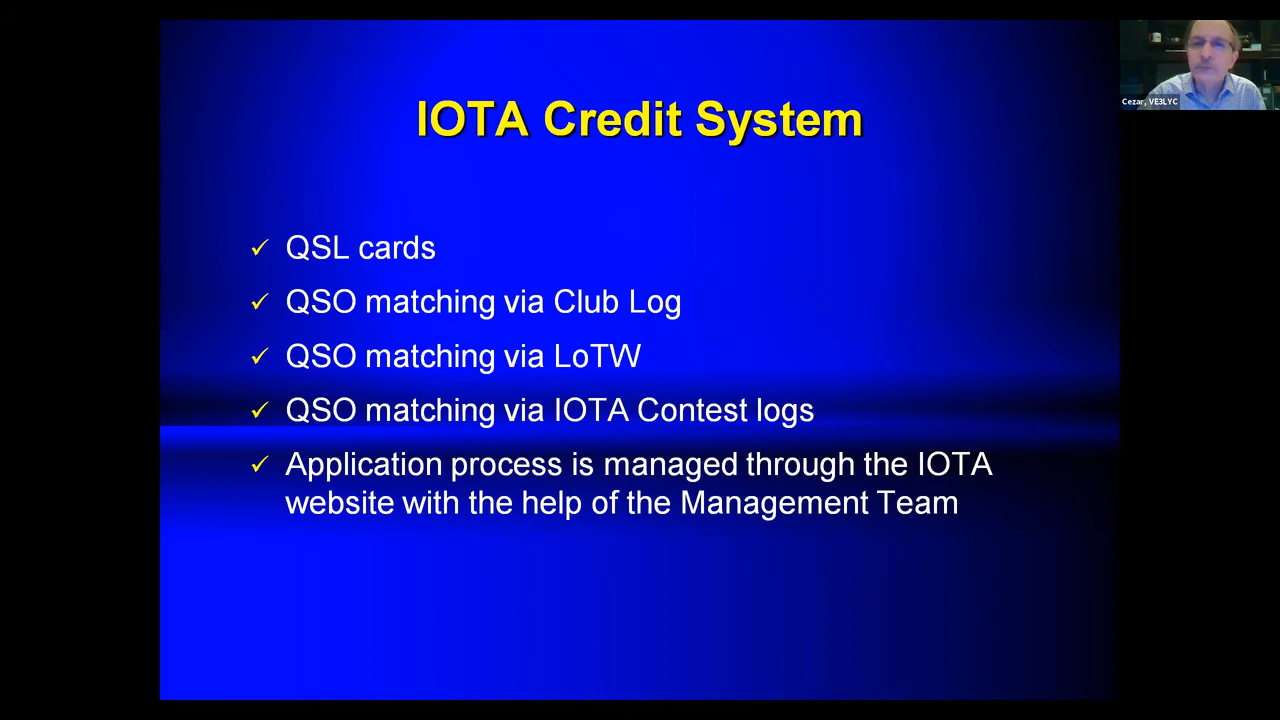 IOTA Credit System
✓ QSL cards
✓ QSO matching via Club Log
✓ QSO matching via LoTW
✓ QSO matching via IOTA Contest logs
✓ Application process is managed through the IOTA
website with the help of the Management Team
Cezar, VE3LYC